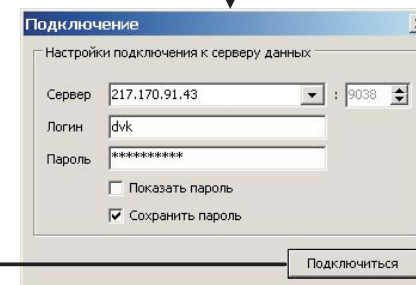 Подключение
Настройки подключения к серверу данных
Сервер 217.170.91.43 : 9038
Логин dvk
Пароль **********
Показать пароль
Сохранить пароль
Подключиться